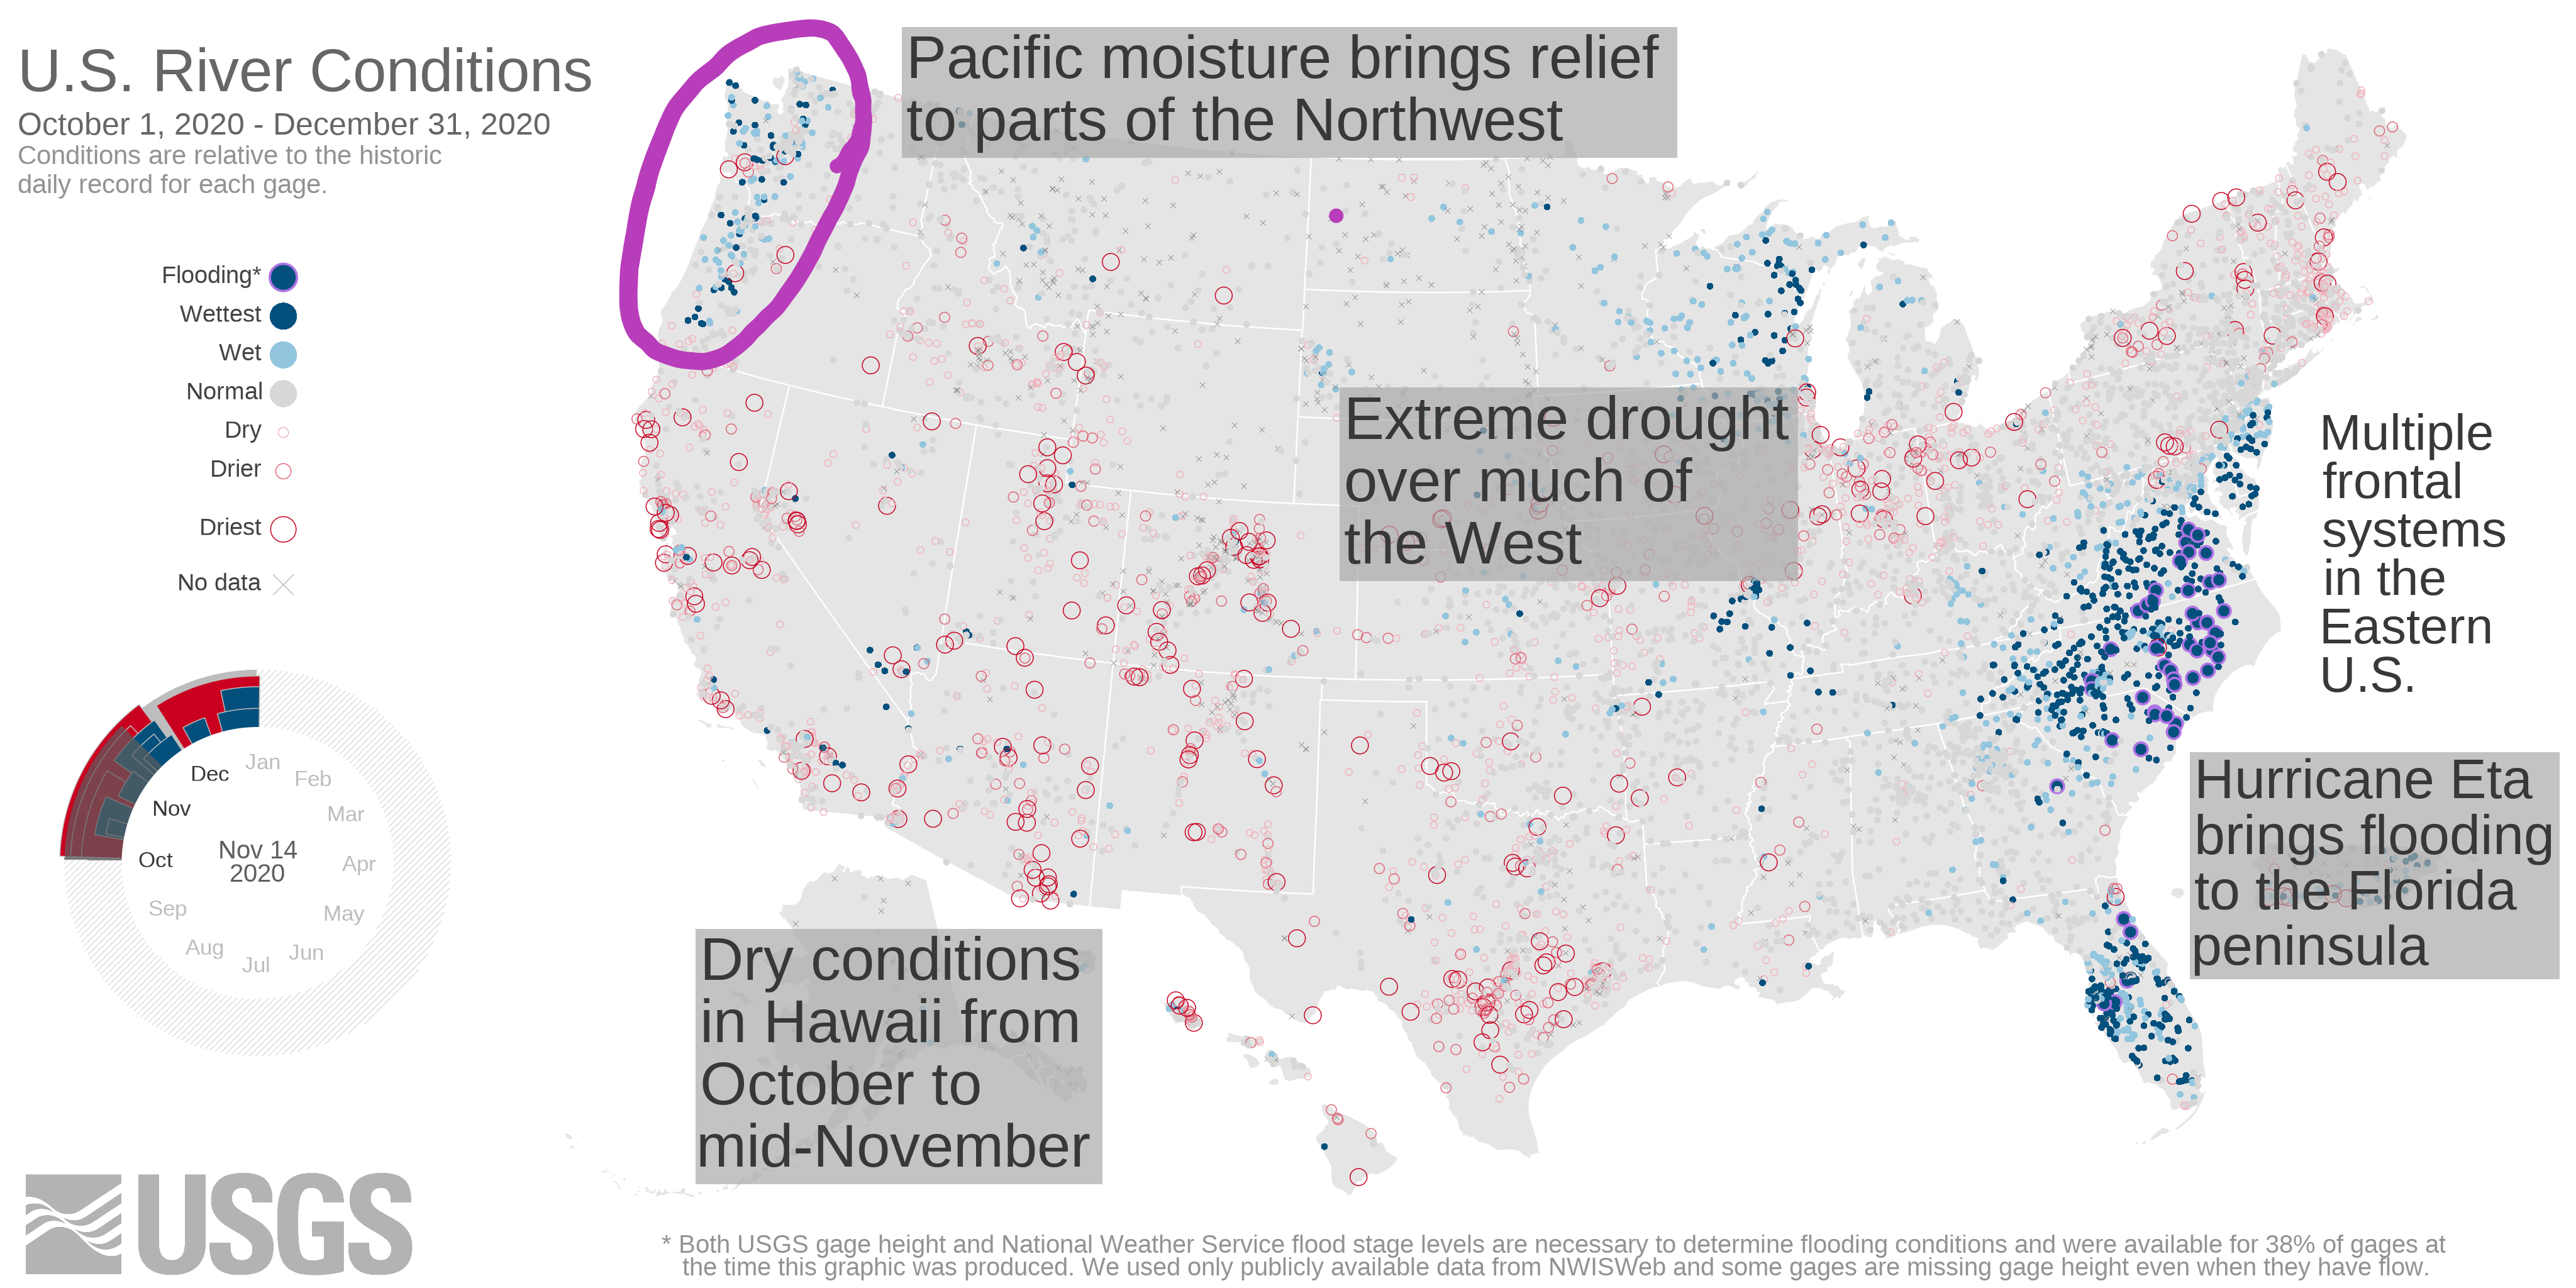 U.S. River Conditions
October 1, 2020 - December 31, 2020
Conditions are relative to the historic
daily record for each gage.
Flooding*
Wettest
Wet
Normal
Dry
Drier
Driest
No data
Jan
Feb
Mar
Apr
May
Jun
Jul
Aug
Sep
Oct
Nov
Dec
Nov 14
2020
USGS
Pacific moisture brings relief
to parts of the Northwest
Extreme drought
over much of
the West
Multiple
frontal
systems
in the
Eastern
U.S.
Hurricane Eta
brings flooding
to the Florida
peninsula
Dry conditions
in Hawaii from
October to
mid-November
* Both USGS gage height and National Weather Service flood stage levels are necessary to determine flooding conditions and were available for 38% of gages at
the time this graphic was produced. We used only publicly available data from NWISWeb and some gages are missing gage height even when they have flow.